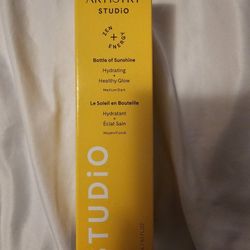 ARTISTRY
STUDiO
ZEN + ENERGY
Bottle of Sunshine
Hydrating
+
Healthy Glow
Medium/Dark
Le Soleil en Bouteille
Hydratant
+
Éclat Sain
Moyen/Foncé
STUDiO